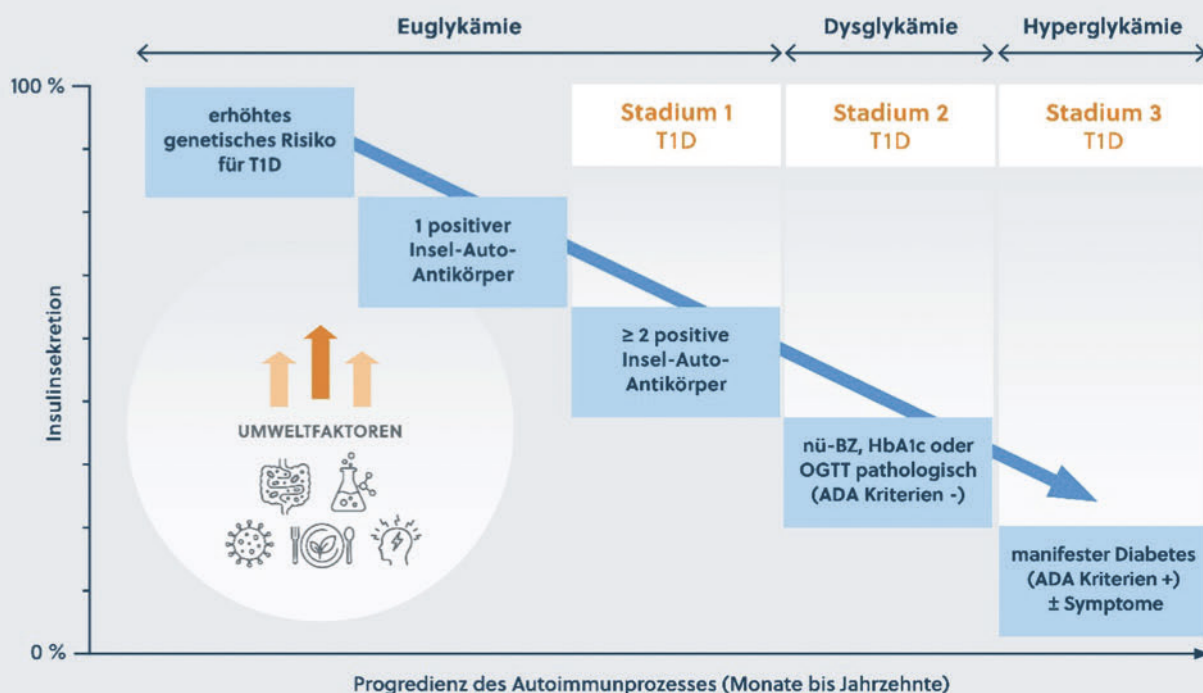 Euglykämie
Dysglykämie
Hyperglykämie
100 %
erhöhtes
genetisches Risiko
für T1D
Stadium 1
T1D
Stadium 2
T1D
Stadium 3
T1D
1 positiver
Insel-Auto-
Antikörper
≥ 2 positive
Insel-Auto-
Antikörper
Insulinsekretion
UMWELTFAKTOREN
nü-BZ, HbA1c oder
OGTT pathologisch
(ADA Kriterien -)
manifester Diabetes
(ADA Kriterien +)
± Symptome
0 %
Progredienz des Autoimmunprozesses (Monate bis Jahrzehnte)